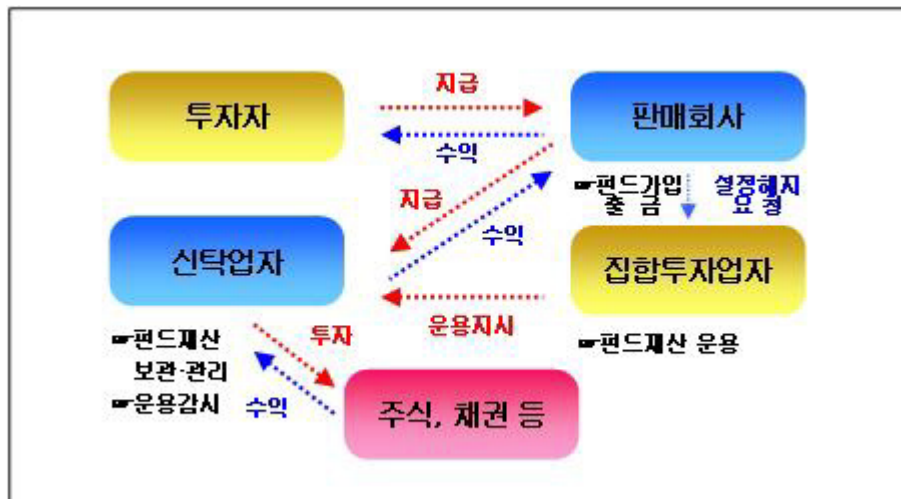 지급
투자자
판매회사
수익
☞펀드가입
출 금
설정해지
요 청
지급
수익
신탁업자
집합투자업자
운용지시
☞펀드재산
보관·관리
☞운용감시
투자
☞펀드재산 운용
수익
주식, 채권 등